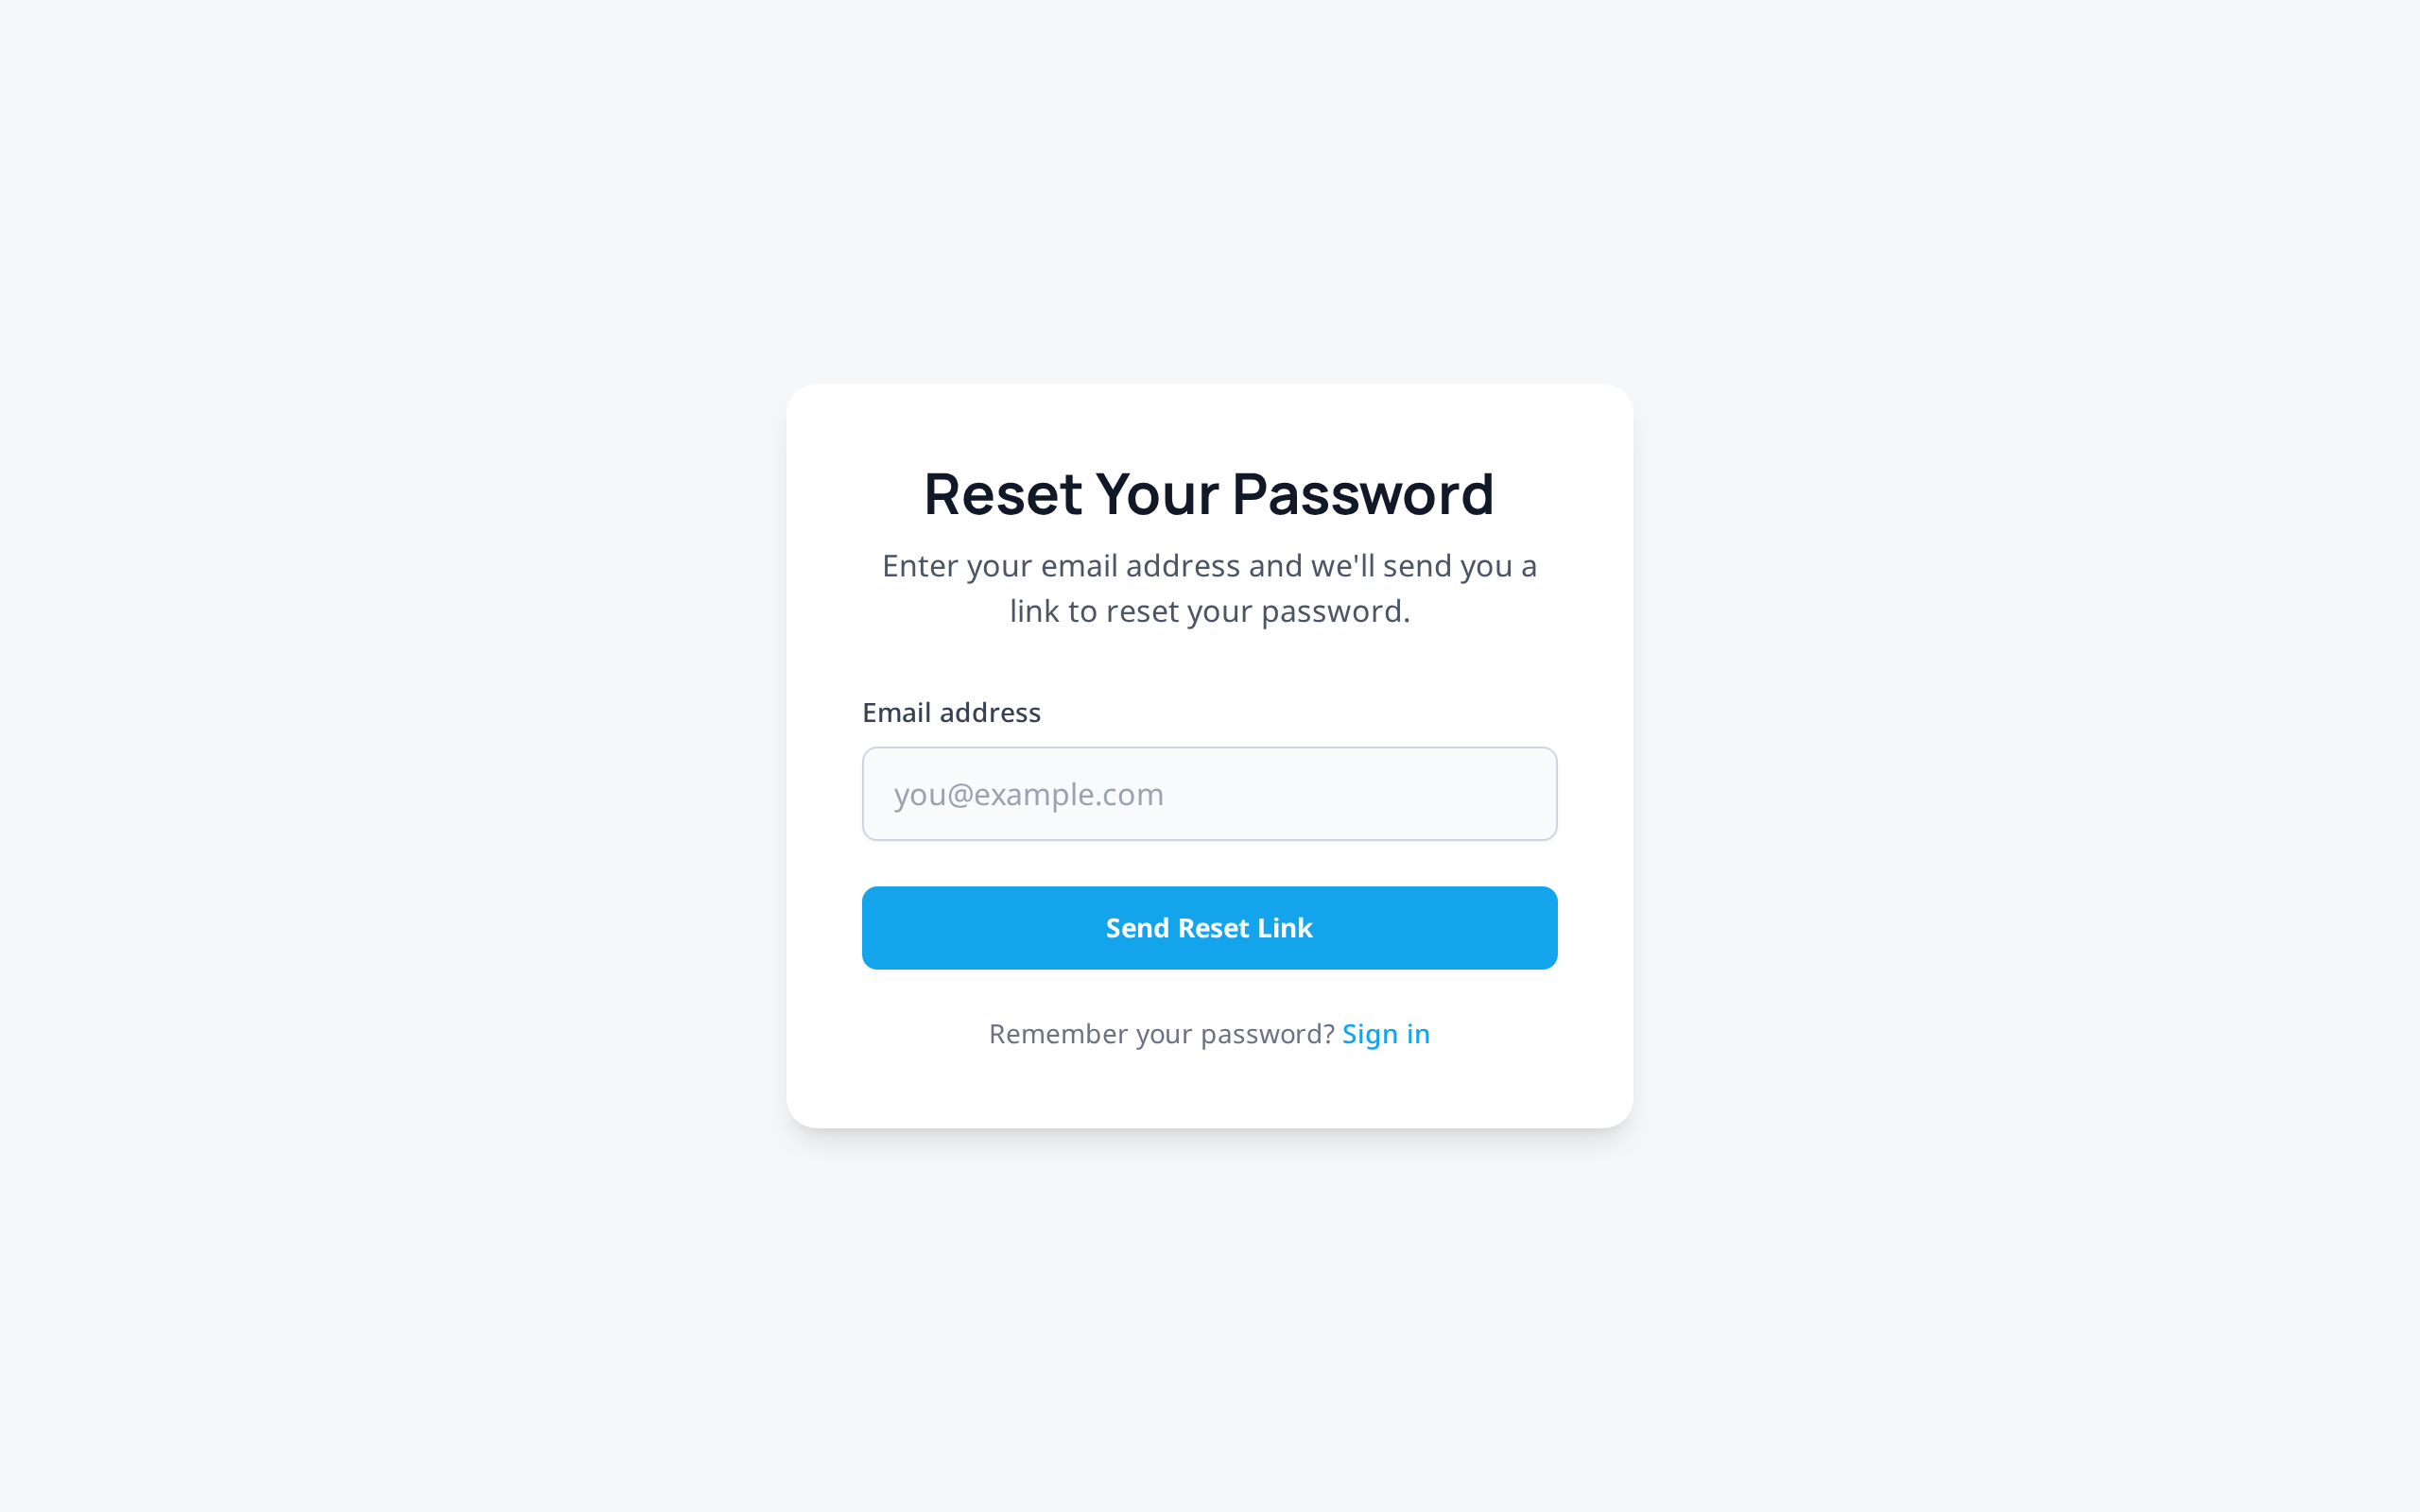 Reset Your Password
Enter your email address and we'll send you a
link to reset your password.
Email address
you@example.com
Send Reset Link
Remember your password? Sign in